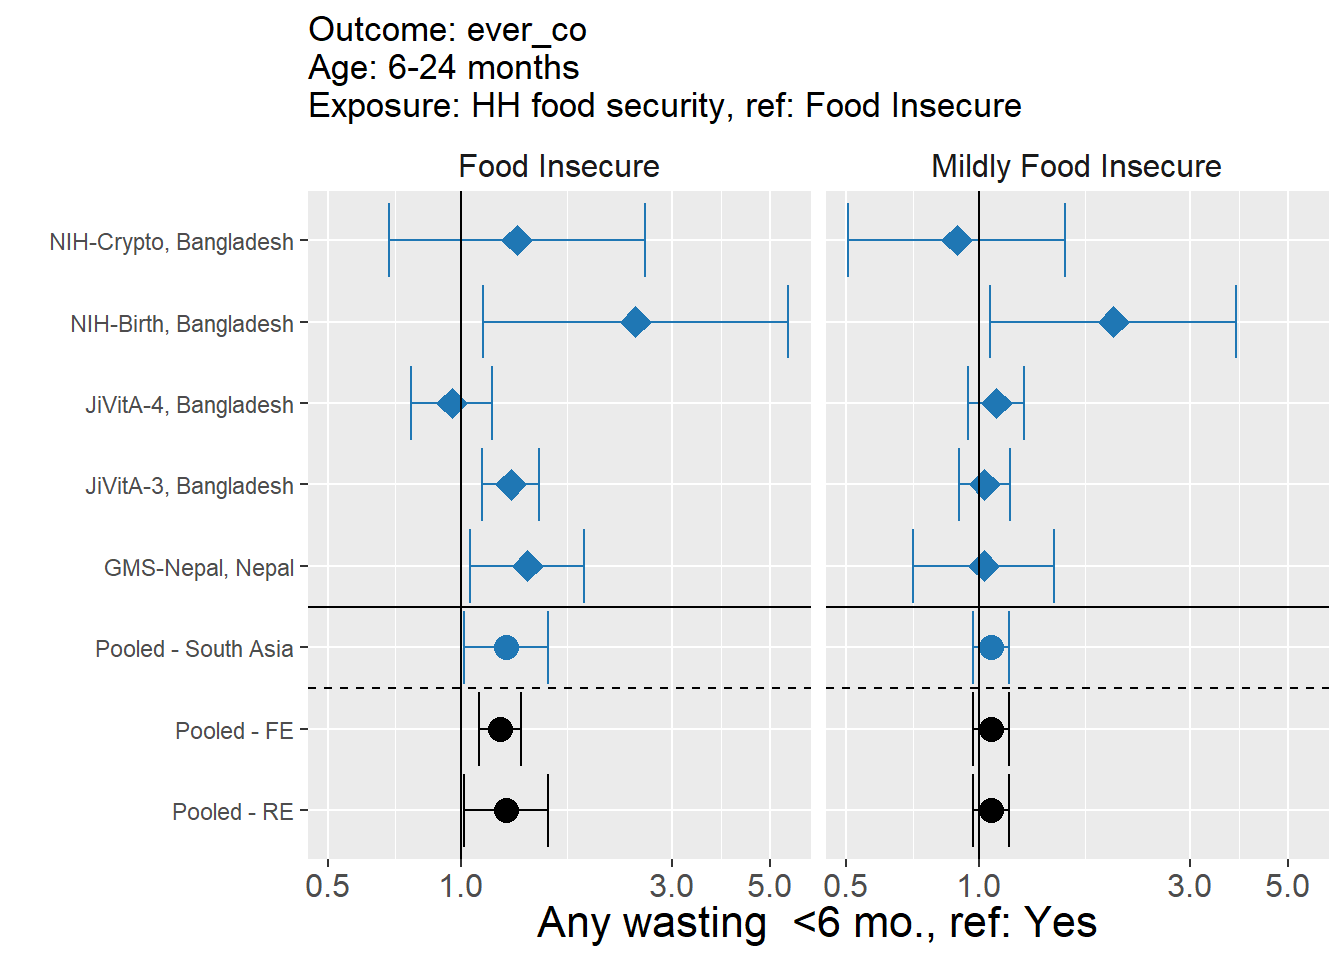 Outcome: ever_co
Age: 6-24 months
Exposure: HH food security, ref: Food Insecure
Food Insecure
Mildly Food Insecure
NIH-Crypto, Bangladesh
NIH-Birth, Bangladesh
JiVitA-4, Bangladesh
JiVitA-3, Bangladesh
GMS-Nepal, Nepal
Pooled - South Asia
Pooled - FE
Pooled - RE
0.5 1.0 3.0 5.0 0.5 1.0 3.0 5.0
Any wasting  <6 mo., ref: Yes